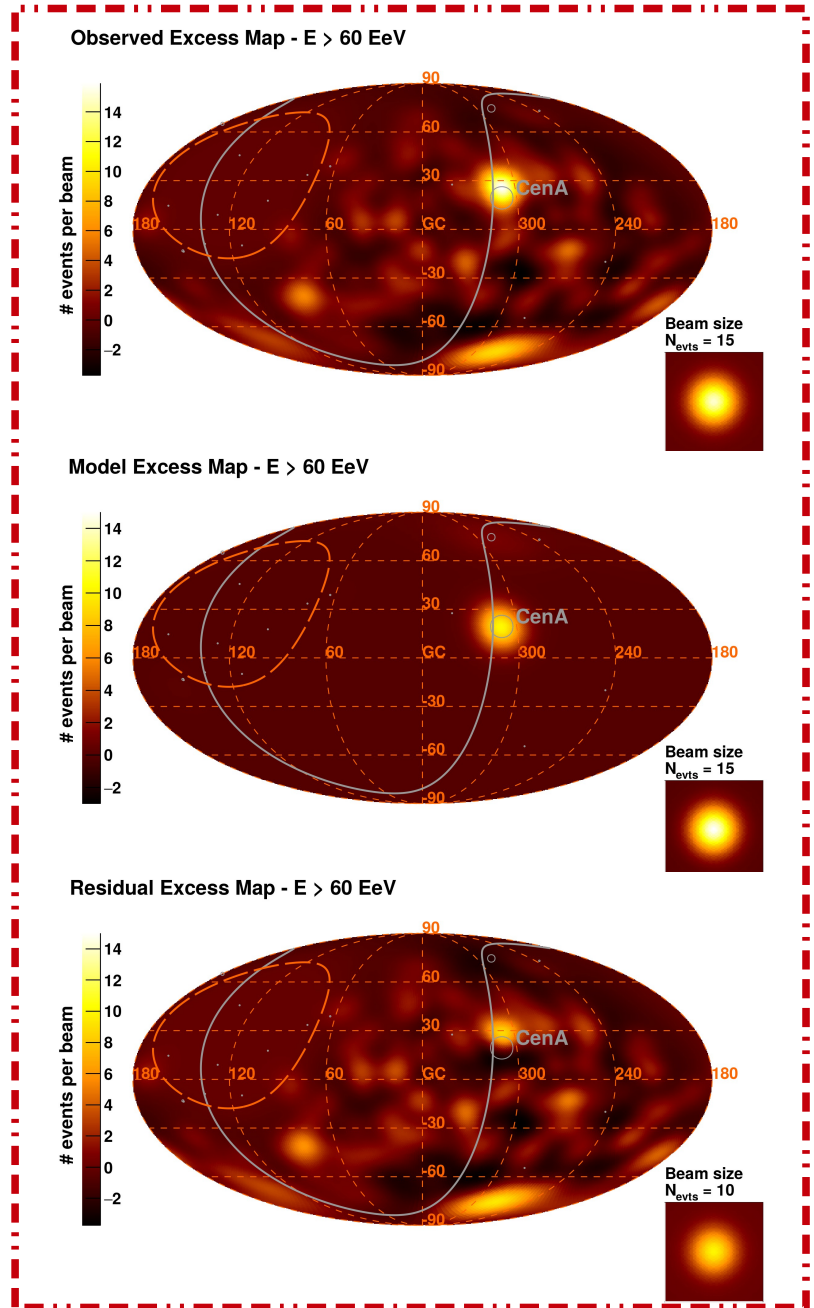 Observed Excess Map - E > 60 EeV
# events per beam
14
12
10
8
6
4
2
0
−2
90
60
30
CenA
180 120 60 GC 300 240 180
-30
-60
-90
Beam size
Nevts = 15
Model Excess Map - E > 60 EeV
# events per beam
14
12
10
8
6
4
2
0
−2
90
60
30
CenA
180 120 60 GC 300 240 180
-30
-60
-90
Beam size
Nevts = 15
Residual Excess Map - E > 60 EeV
# events per beam
14
12
10
8
6
4
2
0
−2
90
60
30
CenA
180 120 60 GC 300 240 180
-30
-60
-90
Beam size
Nevts = 10